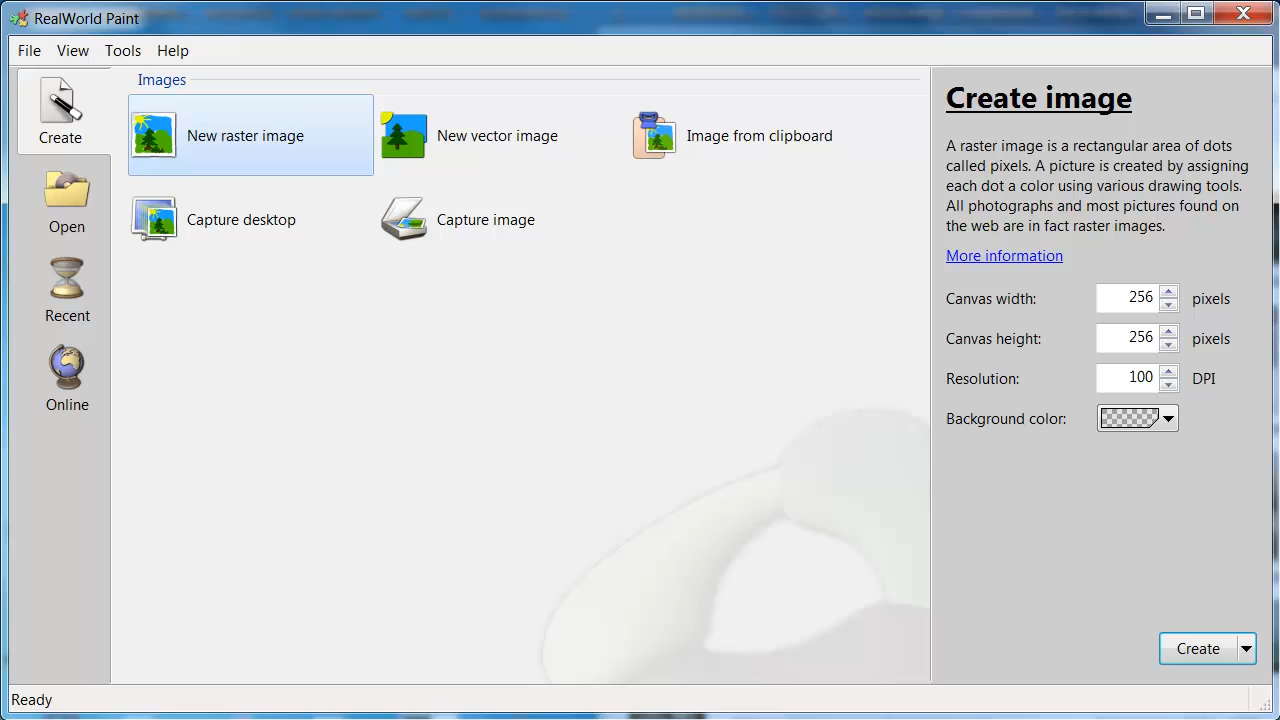 RealWorld Paint
File View Tools Help
Create
Open
Recent
Online
Images
New raster image
New vector image
Image from clipboard
Capture desktop
Capture image
Create image
A raster image is a rectangular area of dots
called pixels. A picture is created by assigning
each dot a color using various drawing tools.
All photographs and most pictures found on
the web are in fact raster images.
More information
Canvas width: 256 pixels
Canvas height: 256 pixels
Resolution: 100 DPI
Background color:
Create
Ready